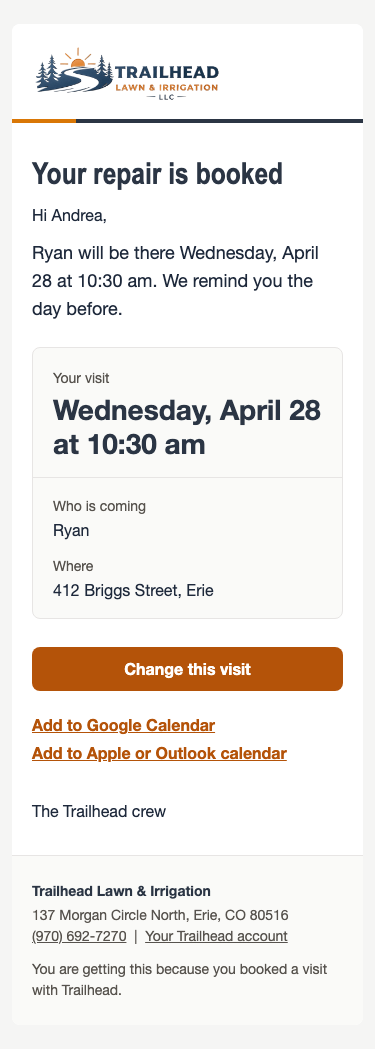 TRAILHEAD
LAWN & IRRIGATION
LLC
Your repair is booked
Hi Andrea,
Ryan will be there Wednesday, April
28 at 10:30 am. We remind you the
day before.
Your visit
Wednesday, April 28
at 10:30 am
Who is coming
Ryan
Where
412 Briggs Street, Erie
Change this visit
Add to Google Calendar
Add to Apple or Outlook calendar
The Trailhead crew
Trailhead Lawn & Irrigation
137 Morgan Circle North, Erie, CO 80516
(970) 692-7270 | Your Trailhead account
You are getting this because you booked a visit
with Trailhead.